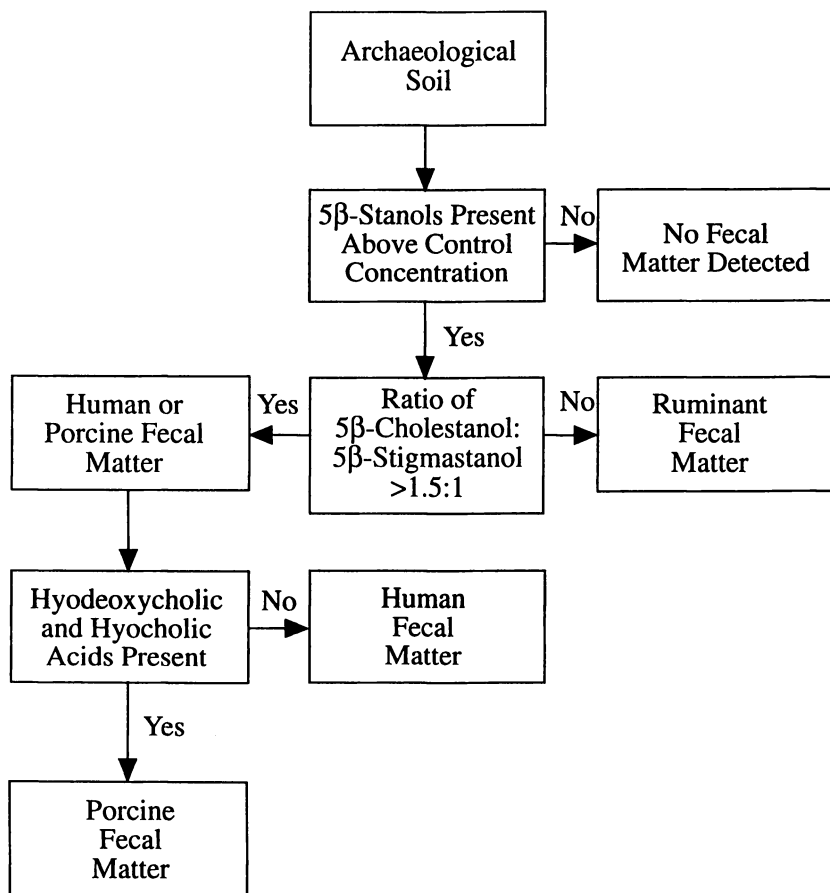 Archaeological
Soil
5β-Stanols Present
Above Control
Concentration
No
No Fecal
Matter Detected
Yes
Ratio of
5β-Cholestanol:
5β-Stigmastanol
>1.5:1
No
Ruminant
Fecal
Matter
Yes
Human or
Porcine Fecal
Matter
Hyodeoxycholic
and Hyocholic
Acids Present
No
Human
Fecal
Matter
Yes
Porcine
Fecal
Matter